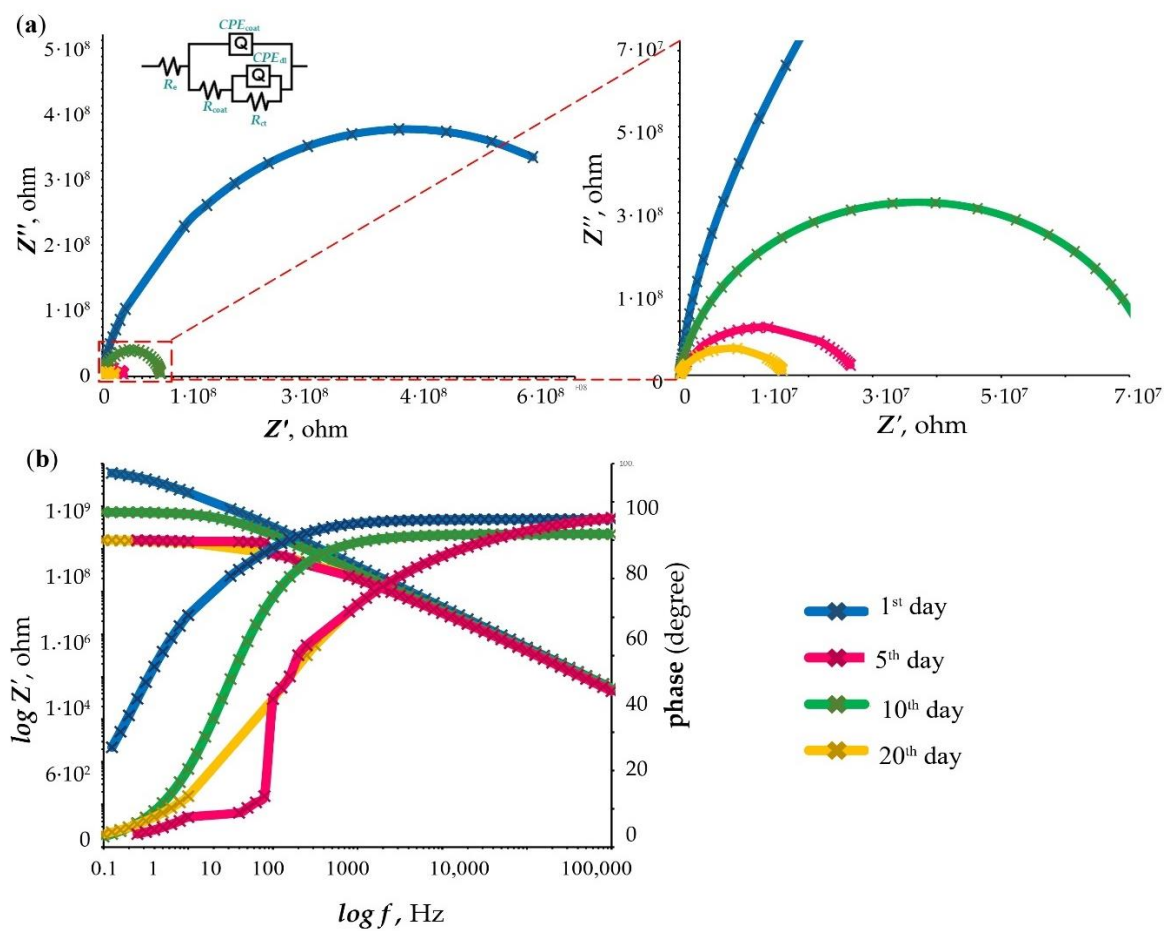 (a)
CPEcoat
Q
CPEdl
Q
Re
Rcoat
Rct
Z'', ohm
5·10⁸
4·10⁸
3·10⁸
2·10⁸
1·10⁸
0
0 1·10⁸ 3·10⁸ 4·10⁸ 6·10⁸
Z', ohm
Z'', ohm
7·10⁷
5·10⁸
3·10⁸
1·10⁸
0
0 1·10⁷ 3·10⁷ 5·10⁷ 7·10⁷
Z', ohm
(b)
log Z', ohm
1·10⁹
1·10⁸
1·10⁶
1·10⁴
6·10²
0
0.1 1 10 100 1000 10,000 100,000
log f, Hz
100.
100
80
60
40
20
0
phase (degree)
1st day
5th day
10th day
20th day